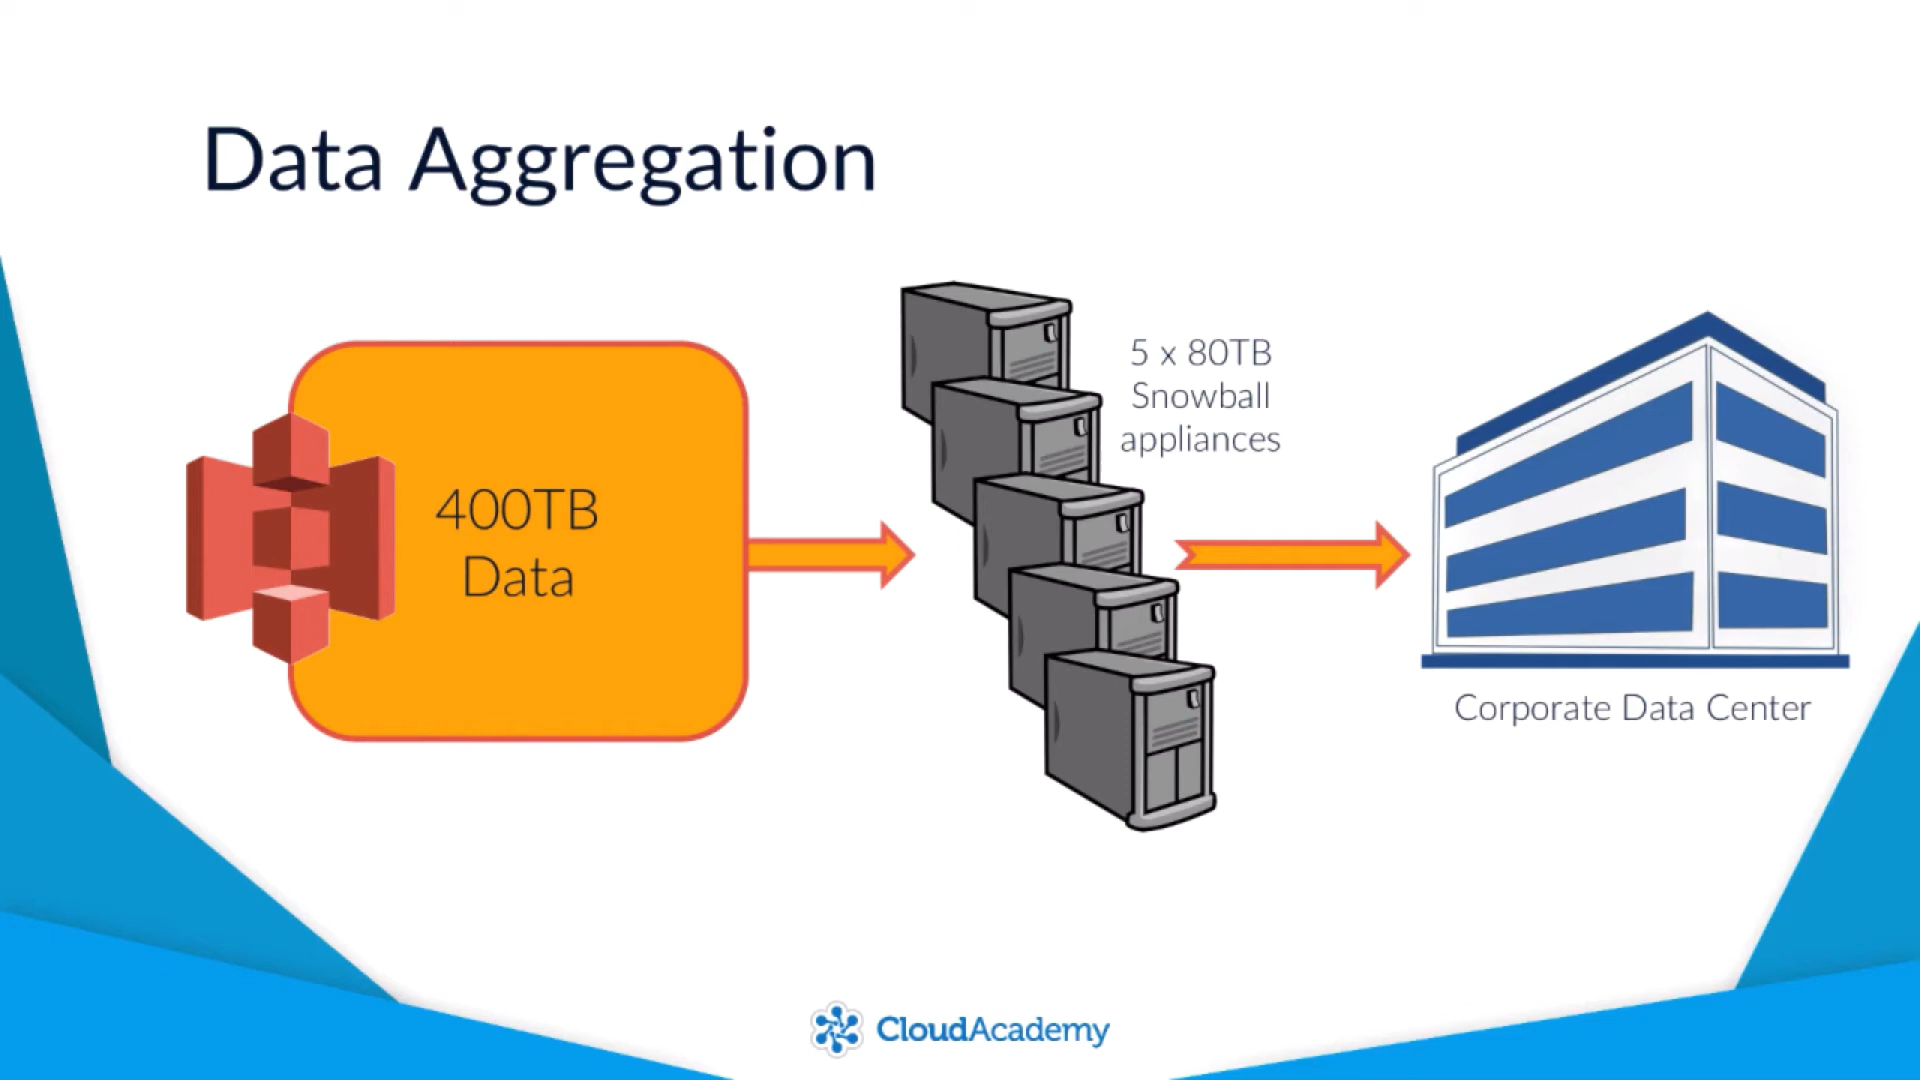 Data Aggregation
400TB
Data
5 x 80TB
Snowball
appliances
Corporate Data Center
CloudAcademy